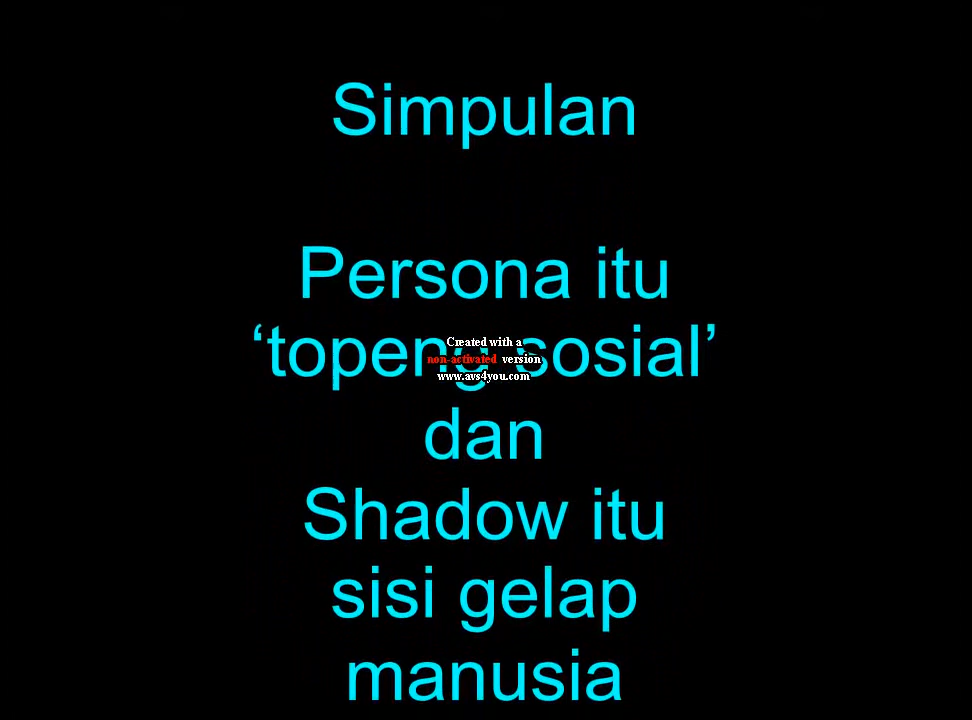 Simpulan
Persona itu
‘topeng sosial’
Created with a
non-activated version
www.avs4you.com
dan
Shadow itu
sisi gelap
manusia